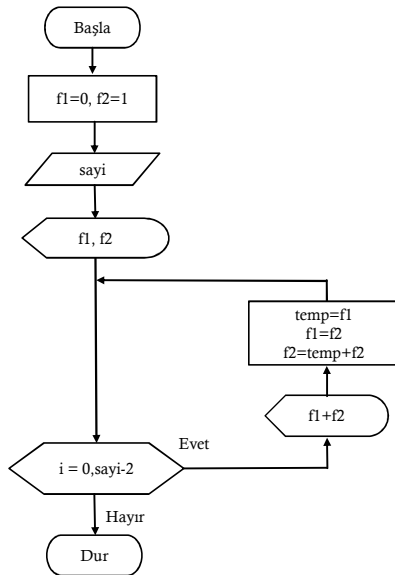 Başla
f1=0, f2=1
sayi
f1, f2
temp=f1
f1=f2
f2=temp+f2
f1+f2
Evet
i = 0,sayi-2
Hayır
Dur